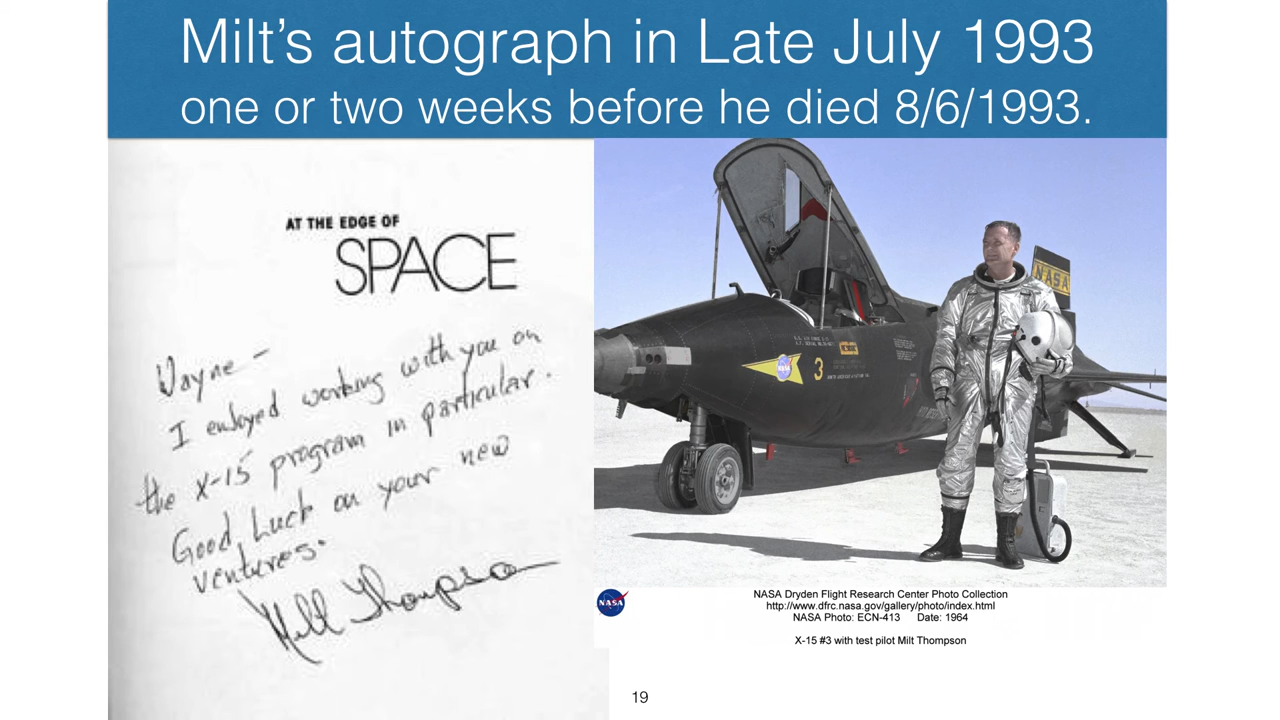 Milt's autograph in Late July 1993
one or two weeks before he died 8/6/1993.
AT THE EDGE OF
SPACE
Wayne -
I enjoyed working with you on
the X-15 program in particular.
Good Luck on your new
ventures.
Milt Thompson
NASA
NASA
3
NASA
NASA Dryden Flight Research Center Photo Collection
http://www.dfrc.nasa.gov/gallery/photo/index.html
NASA Photo: ECN-413 Date: 1964
X-15 #3 with test pilot Milt Thompson
19